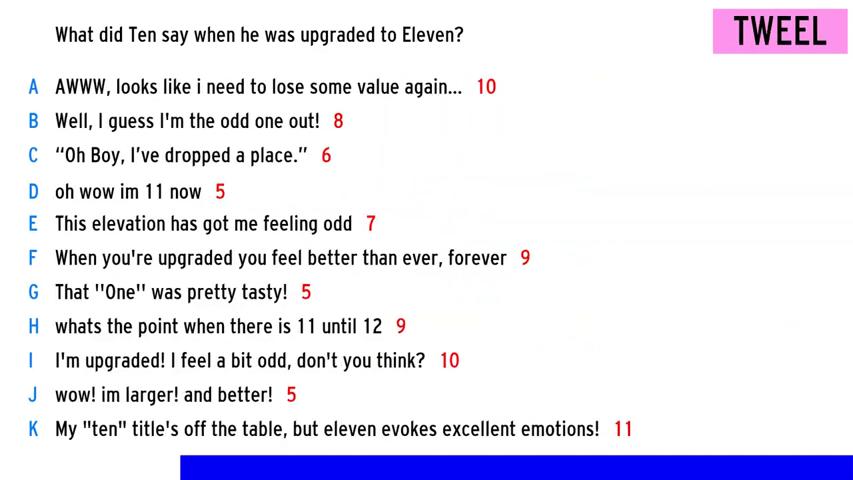 What did Ten say when he was upgraded to Eleven?
TWEEL
A AWWW, looks like i need to lose some value again... 10
B Well, I guess I'm the odd one out! 8
C “Oh Boy, I’ve dropped a place.” 6
D oh wow im 11 now 5
E This elevation has got me feeling odd 7
F When you're upgraded you feel better than ever, forever 9
G That "One" was pretty tasty! 5
H whats the point when there is 11 until 12 9
I I'm upgraded! I feel a bit odd, don't you think? 10
J wow! im larger! and better! 5
K My "ten" title's off the table, but eleven evokes excellent emotions! 11